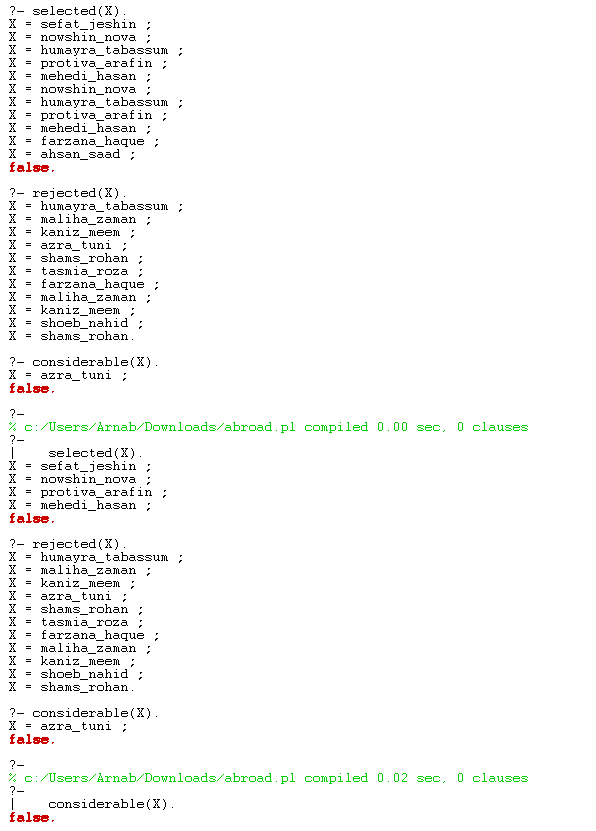 ?- selected(X).
X = sefat_jeshin ;
X = nowshin_nova ;
X = humayra_tabassum ;
X = protiva_arafin ;
X = mehedi_hasan ;
X = nowshin_nova ;
X = humayra_tabassum ;
X = protiva_arafin ;
X = mehedi_hasan ;
X = farzana_haque ;
X = ahsan_saad ;
false.
?- rejected(X).
X = humayra_tabassum ;
X = maliha_zaman ;
X = kaniz_meem ;
X = azra_tuni ;
X = shams_rohan ;
X = tasmia_roza ;
X = farzana_haque ;
X = maliha_zaman ;
X = kaniz_meem ;
X = shoeb_nahid ;
X = shams_rohan.
?- considerable(X).
X = azra_tuni ;
false.
?-
% c:/Users/Arnab/Downloads/abroad.pl compiled 0.00 sec, 0 clauses
?-
|    selected(X).
X = sefat_jeshin ;
X = nowshin_nova ;
X = protiva_arafin ;
X = mehedi_hasan ;
false.
?- rejected(X).
X = humayra_tabassum ;
X = maliha_zaman ;
X = kaniz_meem ;
X = azra_tuni ;
X = shams_rohan ;
X = tasmia_roza ;
X = farzana_haque ;
X = maliha_zaman ;
X = kaniz_meem ;
X = shoeb_nahid ;
X = shams_rohan.
?- considerable(X).
X = azra_tuni ;
false.
?-
% c:/Users/Arnab/Downloads/abroad.pl compiled 0.02 sec, 0 clauses
?-
|    considerable(X).
false.